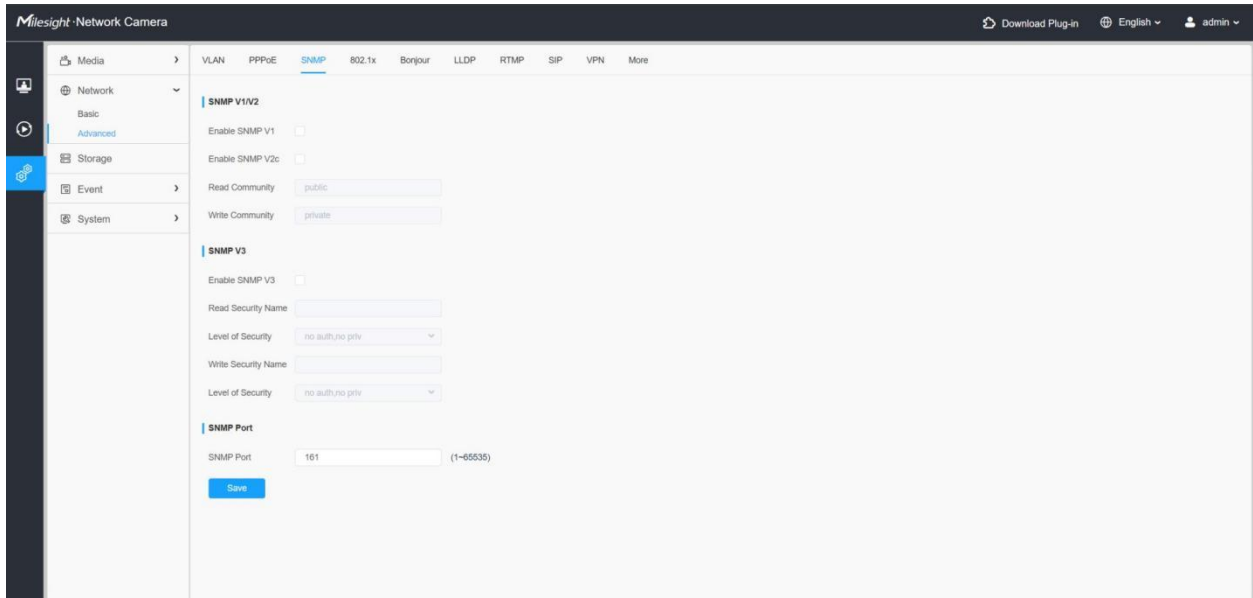 Milesight · Network Camera
Download Plug-in
English
admin
Media
Network
Basic
Advanced
Storage
Event
System
VLAN PPPoE SNMP 802.1x Bonjour LLDP RTMP SIP VPN More
SNMP V1/V2
Enable SNMP V1
Enable SNMP V2c
Read Community public
Write Community private
SNMP V3
Enable SNMP V3
Read Security Name
Level of Security no auth,no priv
Write Security Name
Level of Security no auth,no priv
SNMP Port
SNMP Port 161 (1~65535)
Save